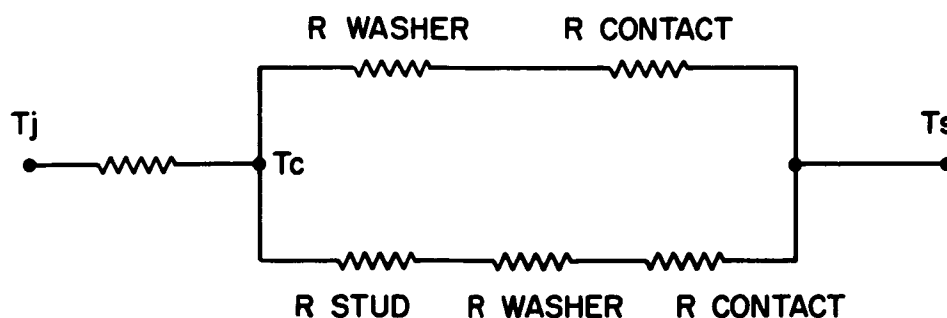 R WASHER R CONTACT
Tj Ts
Tc
R STUD R WASHER R CONTACT